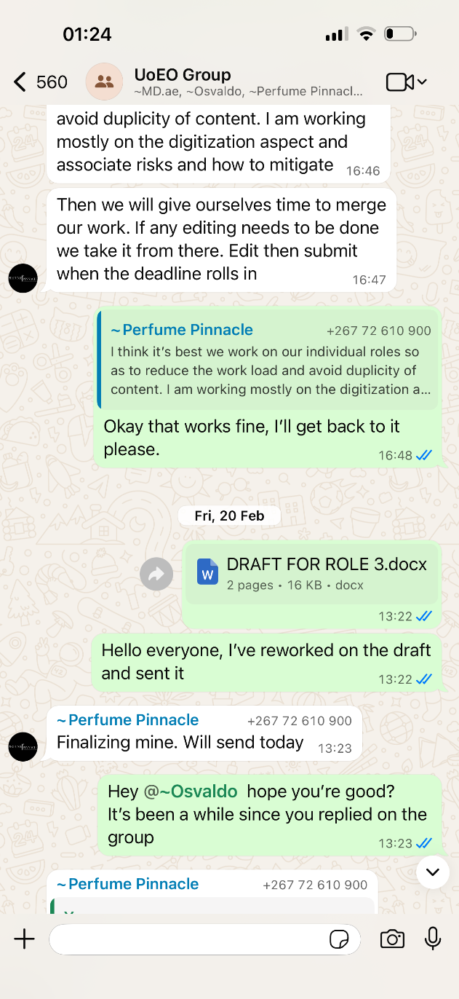 01:24
560
UoEO Group
~MD.ae, ~Osvaldo, ~Perfume Pinnacl...
avoid duplicity of content. I am working
mostly on the digitization aspect and
associate risks and how to mitigate 16:46
Then we will give ourselves time to merge
our work. If any editing needs to be done
we take it from there. Edit then submit
when the deadline rolls in 16:47
~Perfume Pinnacle +267 72 610 900
I think it's best we work on our individual roles so
as to reduce the work load and avoid duplicity of
content. I am working mostly on the digitization a...
Okay that works fine, I'll get back to it
please. 16:48
Fri, 20 Feb
W DRAFT FOR ROLE 3.docx
2 pages • 16 KB • docx
13:22
Hello everyone, I've reworked on the draft
and sent it 13:22
~Perfume Pinnacle +267 72 610 900
Finalizing mine. Will send today 13:23
Hey @~Osvaldo hope you're good?
It's been a while since you replied on the
group 13:23
~Perfume Pinnacle +267 72 610 900